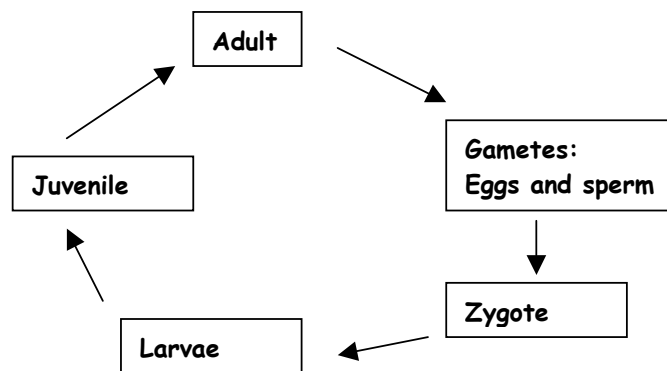 Adult
Gametes:
Eggs and sperm
Juvenile
Zygote
Larvae